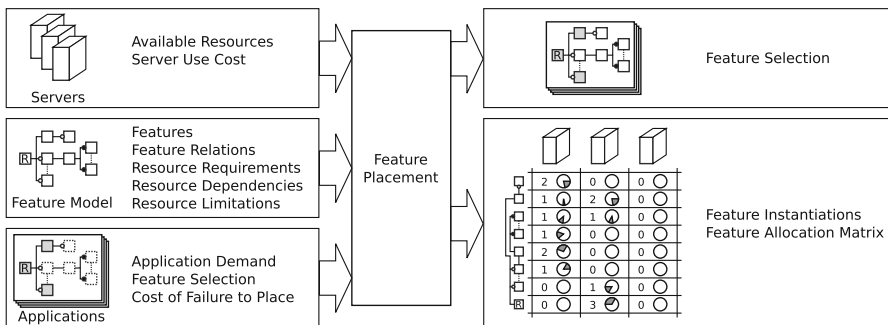 Available Resources
Server Use Cost
Servers
Features
Feature Relations
Resource Requirements
Resource Dependencies
Resource Limitations
R
Feature Model
Application Demand
Feature Selection
Cost of Failure to Place
R
Applications
Feature
Placement
R
Feature Selection
2 0 0
1 2 0
1 1 0
1 0 0
2 0 0
1 0 0
0 1 0
R 0 3 0
Feature Instantiations
Feature Allocation Matrix